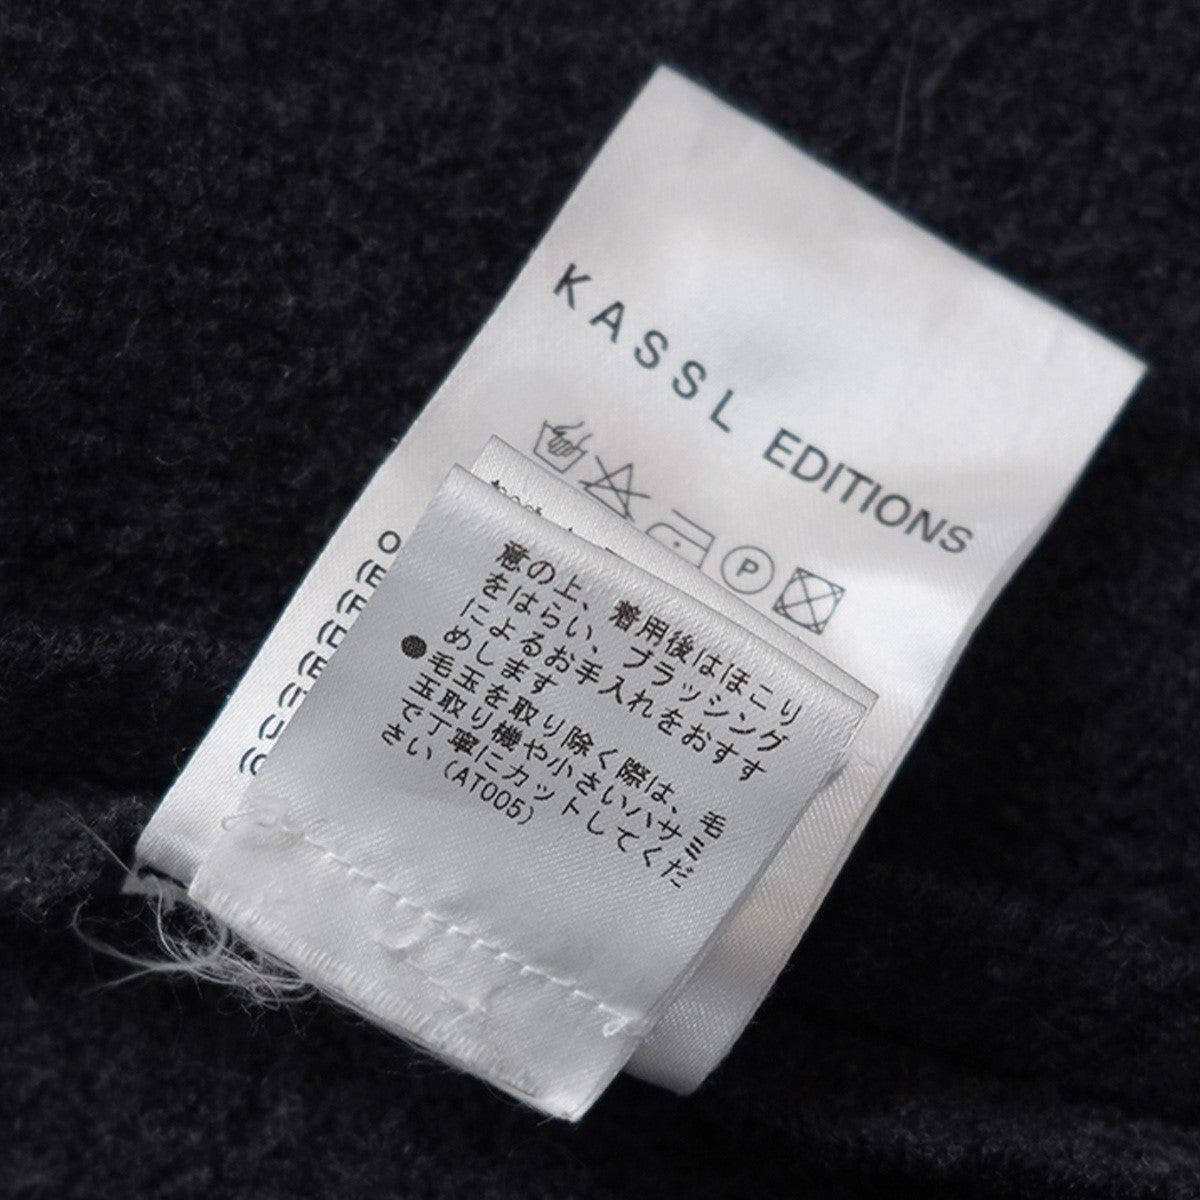 KASSL EDITIONS
P
意の上、着用後はほこり
をはらい、ブラッシング
によるお手入れをおすす
めします
●毛玉を取り除く際は、毛
玉取り機や小さいハサミ
で丁寧にカットしてくだ
さい(AT005)